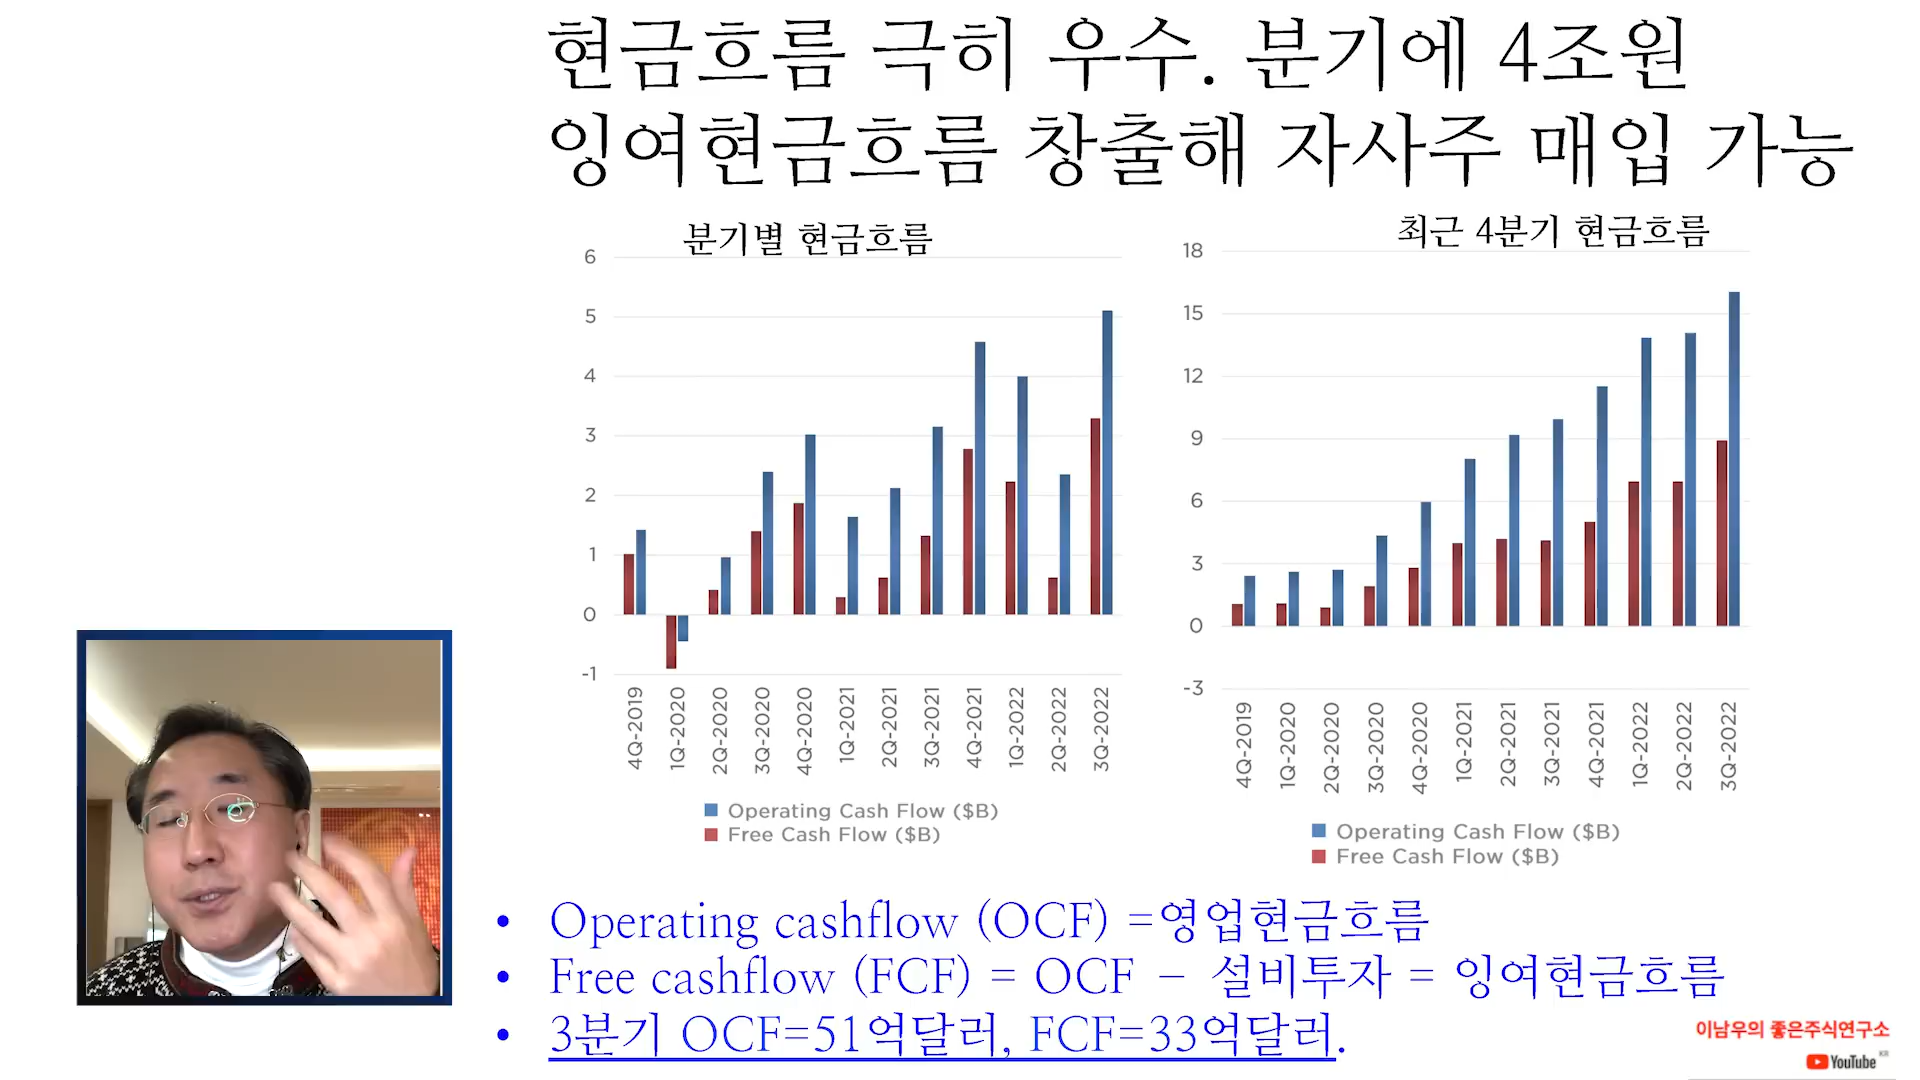 현금흐름 극히 우수. 분기에 4조원
잉여현금흐름 창출해 자사주 매입 가능
분기별 현금흐름
6
5
4
3
2
1
0
-1
4Q-2019
1Q-2020
2Q-2020
3Q-2020
4Q-2020
1Q-2021
2Q-2021
3Q-2021
4Q-2021
1Q-2022
2Q-2022
3Q-2022
Operating Cash Flow ($B)
Free Cash Flow ($B)
최근 4분기 현금흐름
18
15
12
9
6
3
0
-3
4Q-2019
1Q-2020
2Q-2020
3Q-2020
4Q-2020
1Q-2021
2Q-2021
3Q-2021
4Q-2021
1Q-2022
2Q-2022
3Q-2022
Operating Cash Flow ($B)
Free Cash Flow ($B)
• Operating cashflow (OCF) =영업현금흐름
• Free cashflow (FCF) = OCF – 설비투자 = 잉여현금흐름
• 3분기 OCF=51억달러, FCF=33억달러.
이남우의 좋은주식연구소
YouTube KR